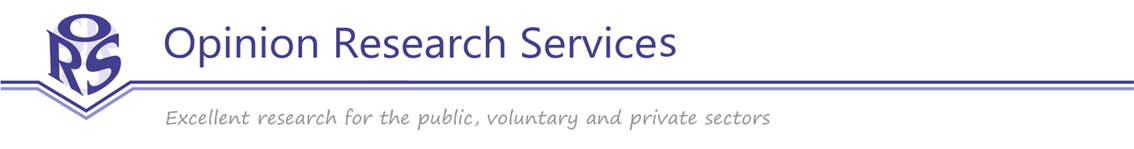 ORS
Opinion Research Services
Excellent research for the public, voluntary and private sectors